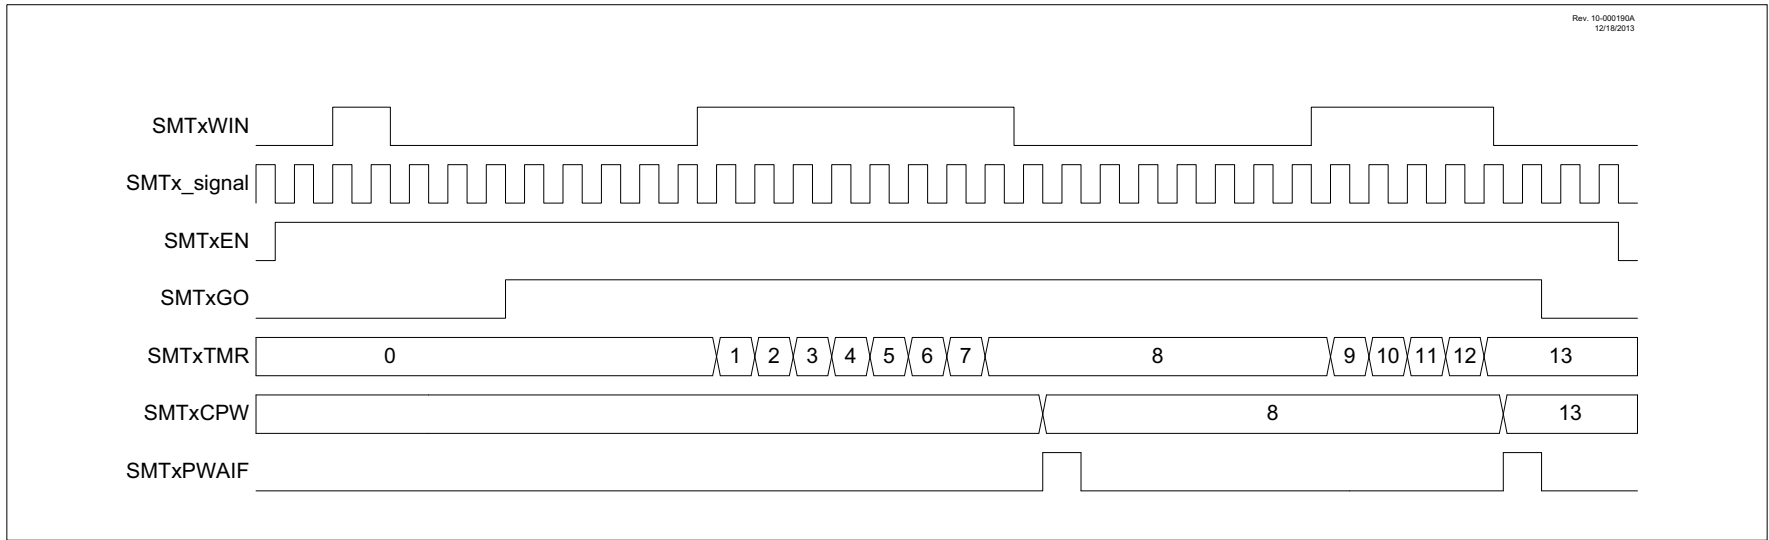 Rev. 10-000190A
12/18/2013
SMTxWIN
SMTx_signal
SMTxEN
SMTxGO
SMTxTMR 0 1 2 3 4 5 6 7 8 9 10 11 12 13
SMTxCPW 8 13
SMTxPWAIF